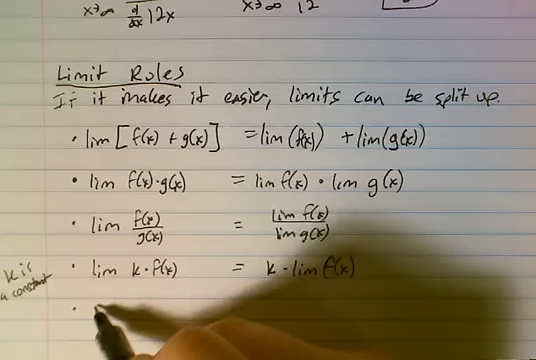 x→∞ d/dx 12x x→∞ 12
Limit Rules
If it makes it easier, limits can be split up.
• lim [f(x) + g(x)] = lim(f(x)) + lim(g(x))
• lim f(x)·g(x) = lim f(x) • lim g(x)
• lim f(x)/g(x) = lim f(x)/lim g(x)
K is
a constant
• lim K·f(x) = K·lim f(x)
•